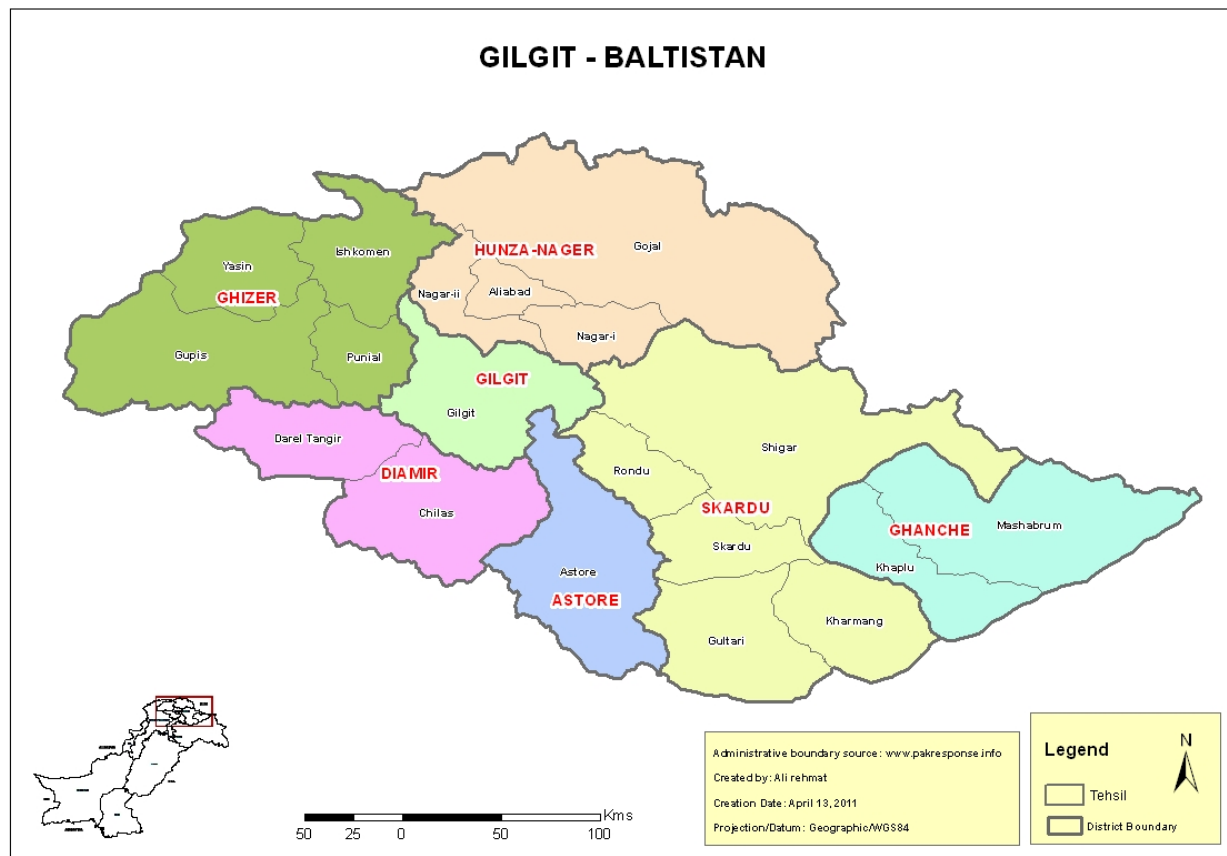 GILGIT - BALTISTAN
Ishkomen
Gojal
HUNZA-NAGER
Yasin
Nagar-ii
Aliabad
GHIZER
Nagar-i
Gupis
Punial
GILGIT
Gilgit
Darel Tangir
Shigar
DIAMIR
Rondu
Chilas
SKARDU
GHANCHE
Mashabrum
Skardu
Astore
Khaplu
ASTORE
Kharmang
Gultari
Administrative boundary source: www.pakresponse.info
Created by: Ali rehmat
Creation Date: April 13, 2011
Projection/Datum: Geographic/WGS84
Legend
N
Tehsil
District Boundary
Kms
50 25 0 50 100